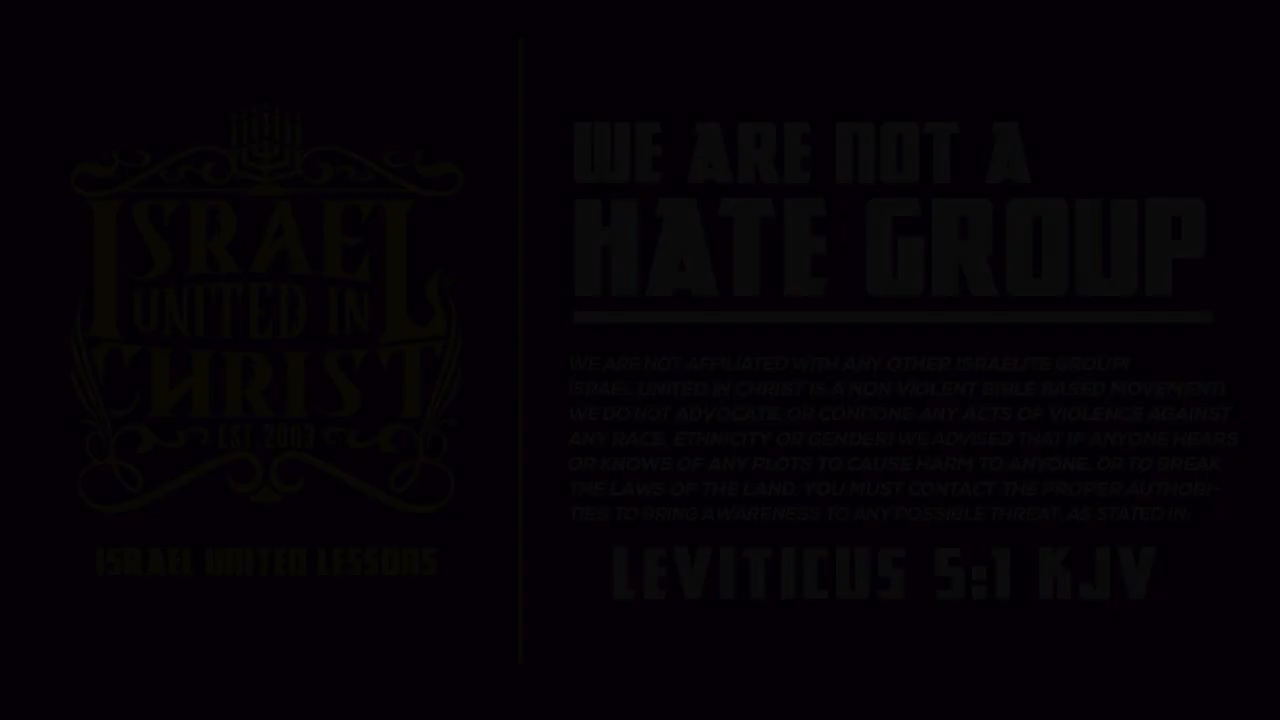 ISRAEL
UNITED IN
CHRIST
EST. 2003
ISRAEL UNITED LESSONS
WE ARE NOT A
HATE GROUP
WE ARE NOT AFFILIATED WITH ANY OTHER ISRAELITE GROUP!
ISRAEL UNITED IN CHRIST IS A NON VIOLENT BIBLE BASED MOVEMENT!
WE DO NOT ADVOCATE, OR CONDONE ANY ACTS OF VIOLENCE AGAINST
ANY RACE, ETHNICITY OR GENDER! WE ADVISED THAT IF ANYONE HEARS
OR KNOWS OF ANY PLOTS TO CAUSE HARM TO ANYONE, OR TO BREAK
THE LAWS OF THE LAND, YOU MUST CONTACT THE PROPER AUTHORI-
TIES TO BRING AWARENESS TO ANY POSSIBLE THREAT, AS STATED IN:
LEVITICUS 5:1 KJV